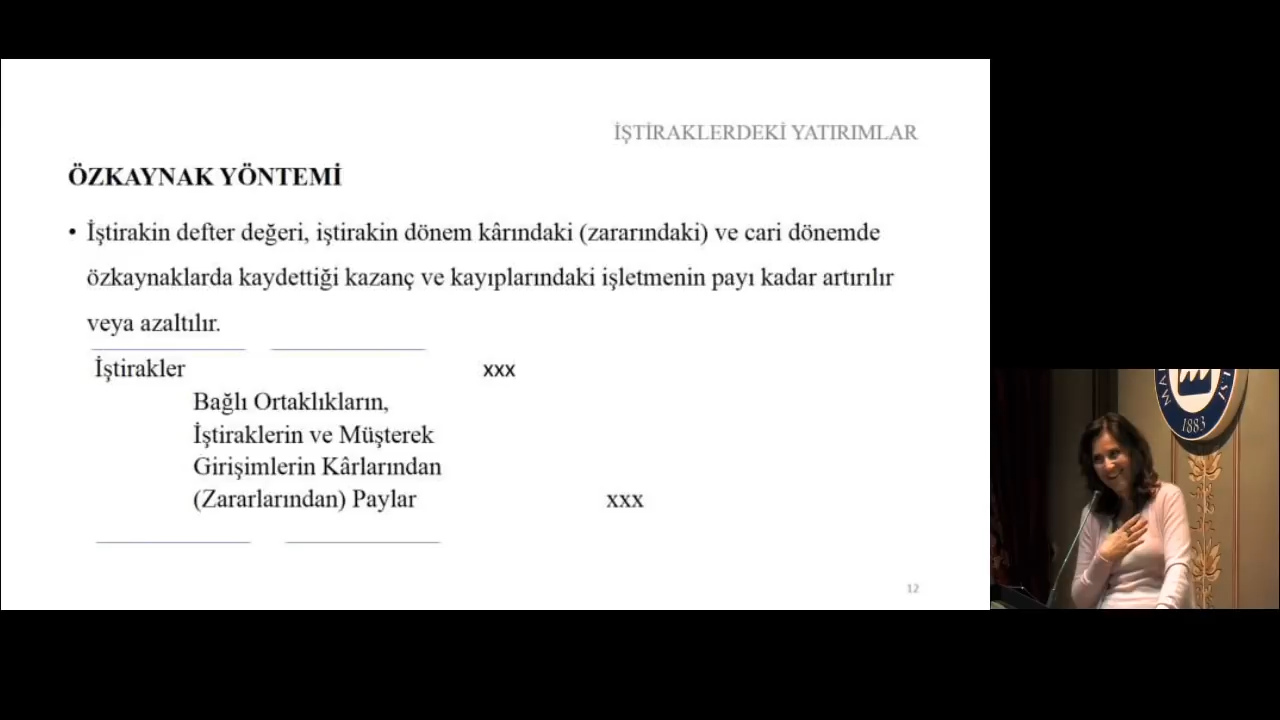 İŞTİRAKLERDEKİ YATIRIMLAR
ÖZKAYNAK YÖNTEMİ
• İştirakin defter değeri, iştirakin dönem kârındaki (zararındaki) ve cari dönemde
özkaynaklarda kaydettiği kazanç ve kayıplarındaki işletmenin payı kadar artırılır
veya azaltılır.
İştirakler xxx
Bağlı Ortaklıkların,
İştiraklerin ve Müşterek
Girişimlerin Kârlarından
(Zararlarından) Paylar xxx
12
1883